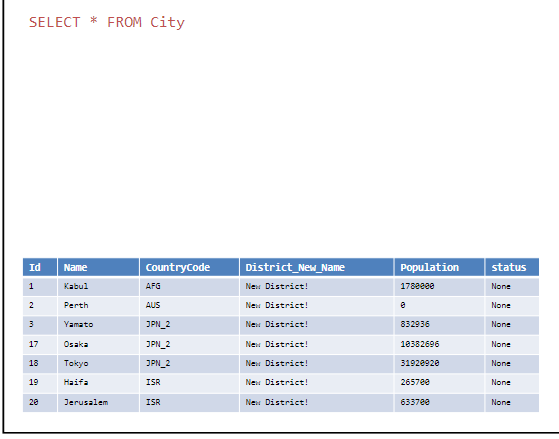 SELECT * FROM City
Id Name CountryCode District_New_Name Population status
1 Kabul AFG New District! 1780000 None
2 Perth AUS New District! 0 None
3 Yamato JPN_2 New District! 832936 None
17 Osaka JPN_2 New District! 10382696 None
18 Tokyo JPN_2 New District! 31920920 None
19 Haifa ISR New District! 265700 None
20 Jerusalem ISR New District! 633700 None